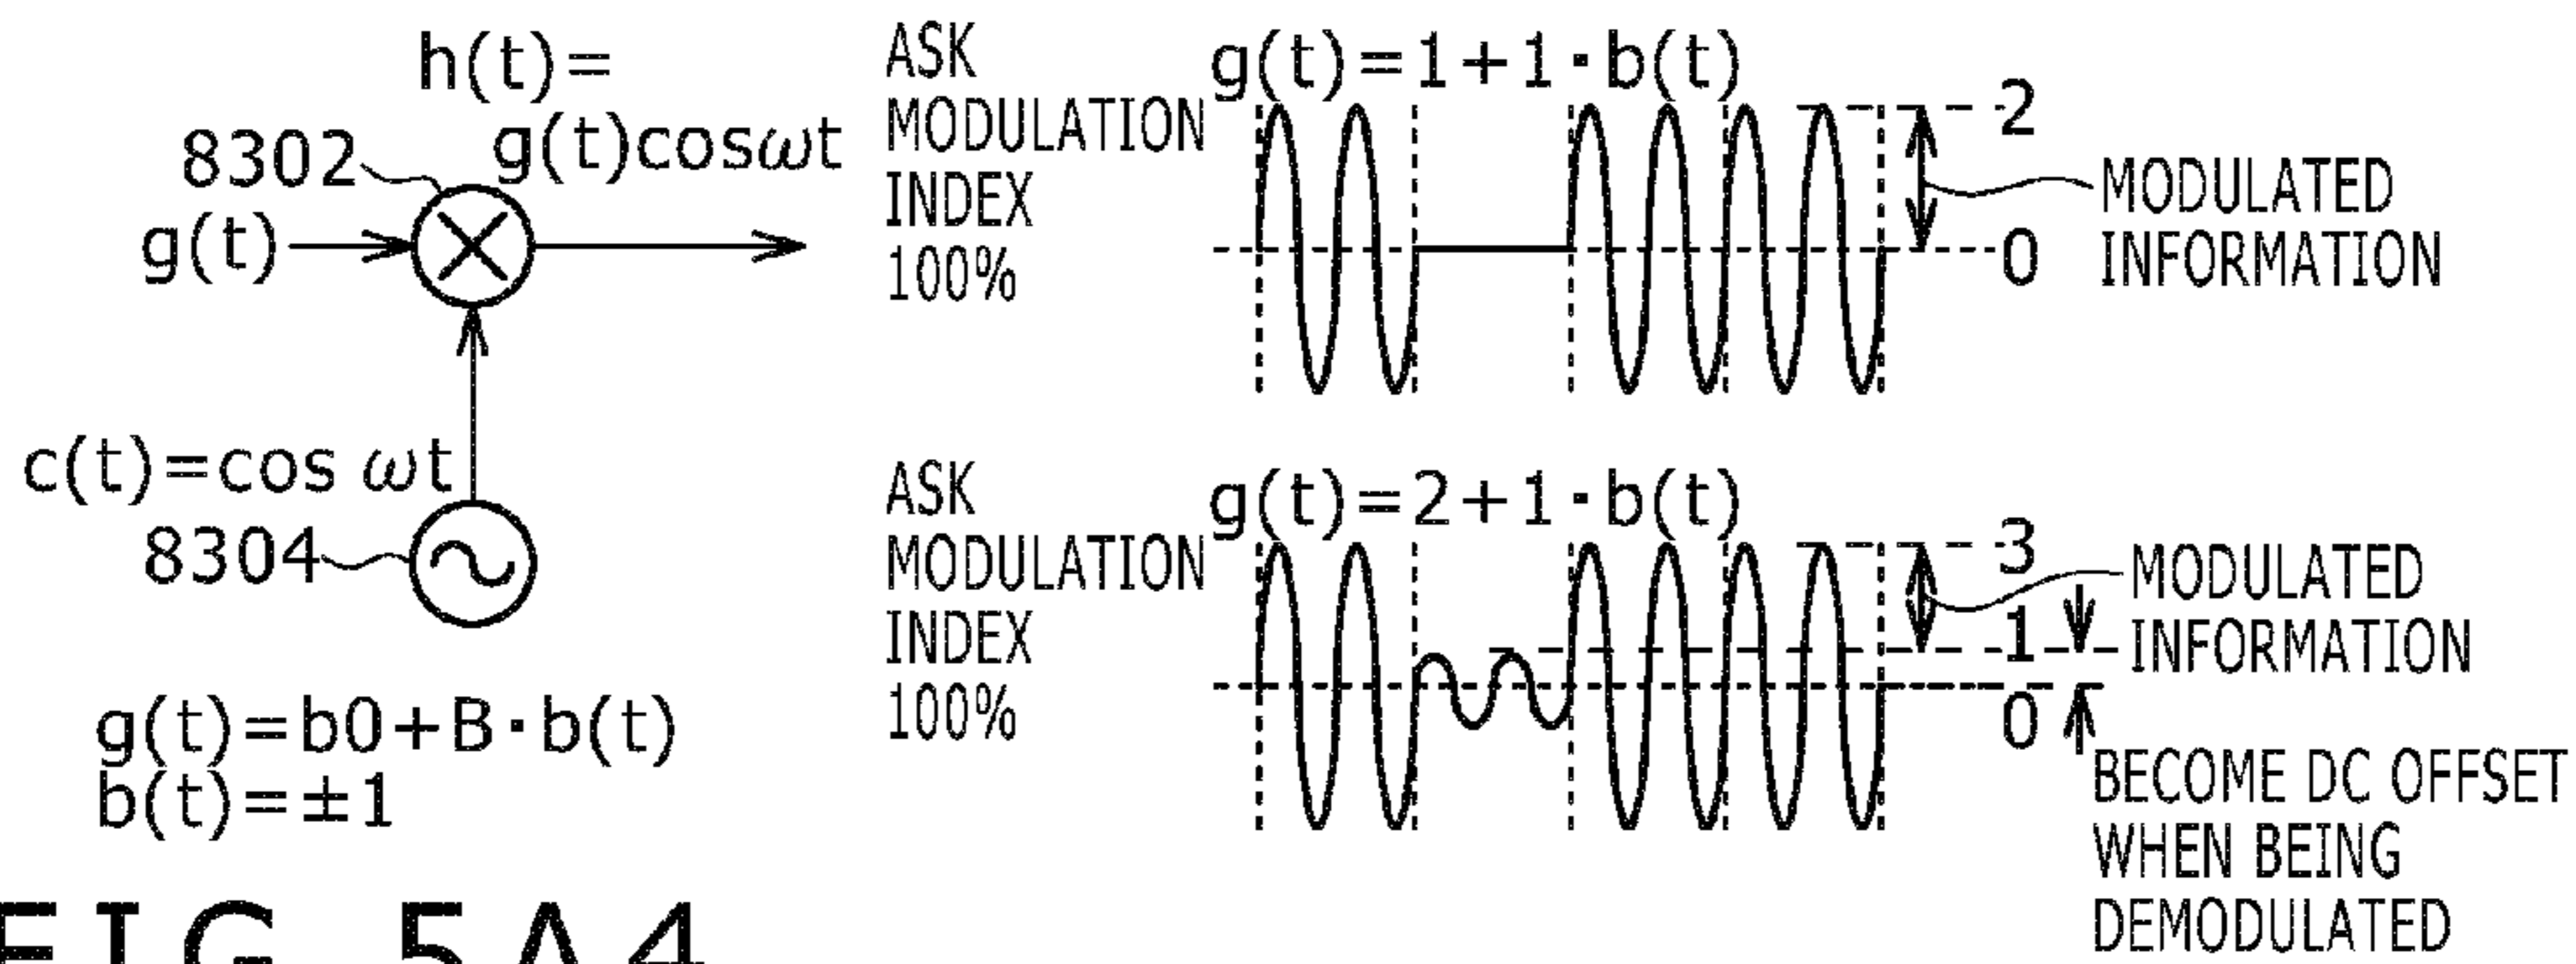 h(t)=
g(t)cosωt
8302
g(t)
c(t)=cos ωt
8304
g(t)=b0+B·b(t)
b(t)=±1
ASK
MODULATION
INDEX
100%
g(t)=1+1·b(t)
2
0
MODULATED
INFORMATION
ASK
MODULATION
INDEX
100%
g(t)=2+1·b(t)
3
1
0
MODULATED
INFORMATION
BECOME DC OFFSET
WHEN BEING
DEMODULATED
FIG. 5A4